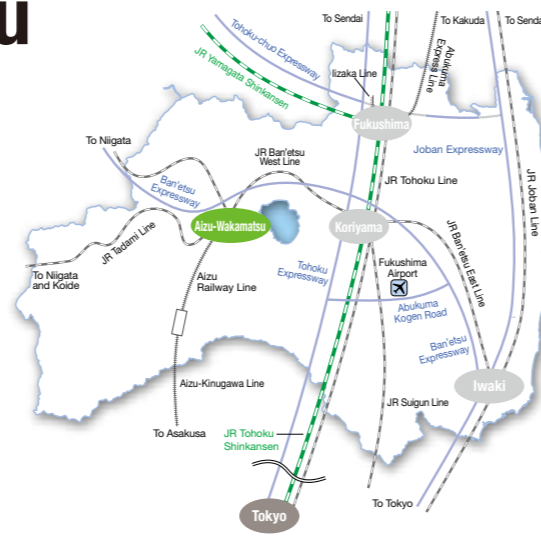 u
To Sendai
To Kakuda
To Senda
Tohoku-chuo Expressway
JR Yamagata Shinkansen
Iizaka Line
Abukuma
Express Line
Fukushima
To Niigata
JR Ban'etsu
West Line
Joban Expressway
JR Tohoku Line
Ban'etsu
Expressway
JR Joban Line
Aizu-Wakamatsu
Koriyama
JR Tadami Line
JR Ban'etsu East Line
To Niigata
and Koide
Aizu
Railway Line
Tohoku
Expressway
Fukushima
Airport
Abukuma
Kogen Road
Ban'etsu
Expressway
Iwaki
Aizu-Kinugawa Line
JR Suigun Line
To Asakusa
JR Tohoku
Shinkansen
To Tokyo
Tokyo